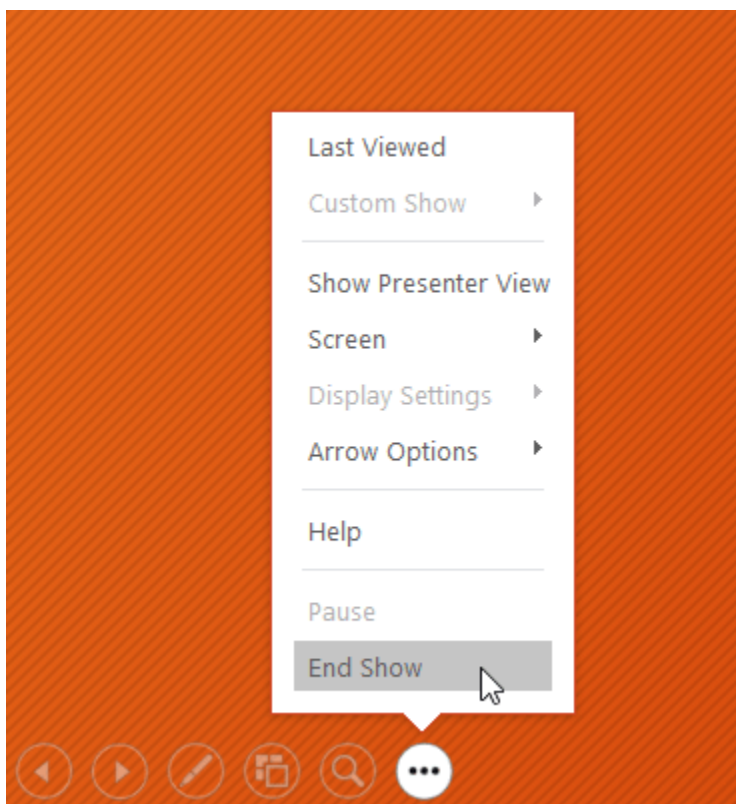 Last Viewed
Custom Show
Show Presenter View
Screen
Display Settings
Arrow Options
Help
Pause
End Show